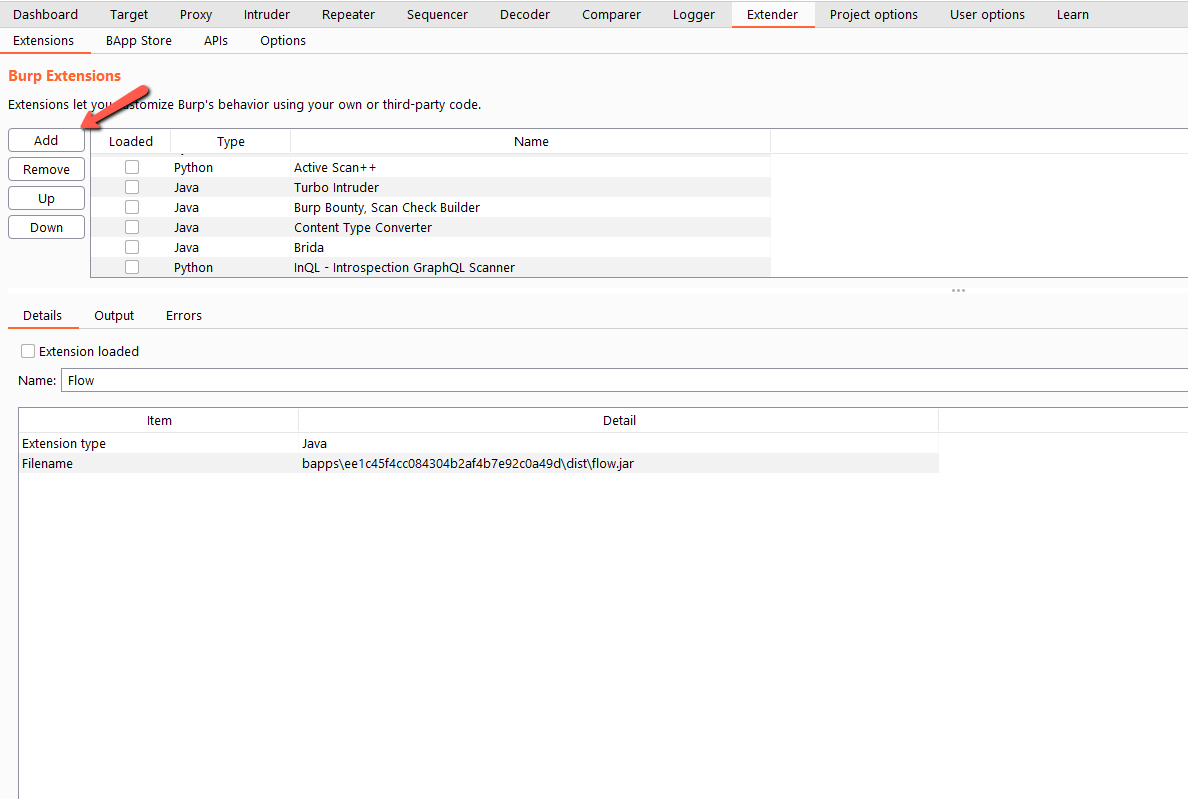 Dashboard Target Proxy Intruder Repeater Sequencer Decoder Comparer Logger Extender Project options User options Learn
Extensions BApp Store APIs Options
Burp Extensions
Extensions let you customize Burp's behavior using your own or third-party code.
Add Loaded Type Name
Remove Python Active Scan++
Java Turbo Intruder
Up Java Burp Bounty, Scan Check Builder
Down Java Content Type Converter
Java Brida
Python InQL - Introspection GraphQL Scanner
Details Output Errors
Extension loaded
Name: Flow
Item Detail
Extension type Java
Filename bapps\ee1c45f4cc084304b2af4b7e92c0a49d\dist\flow.jar